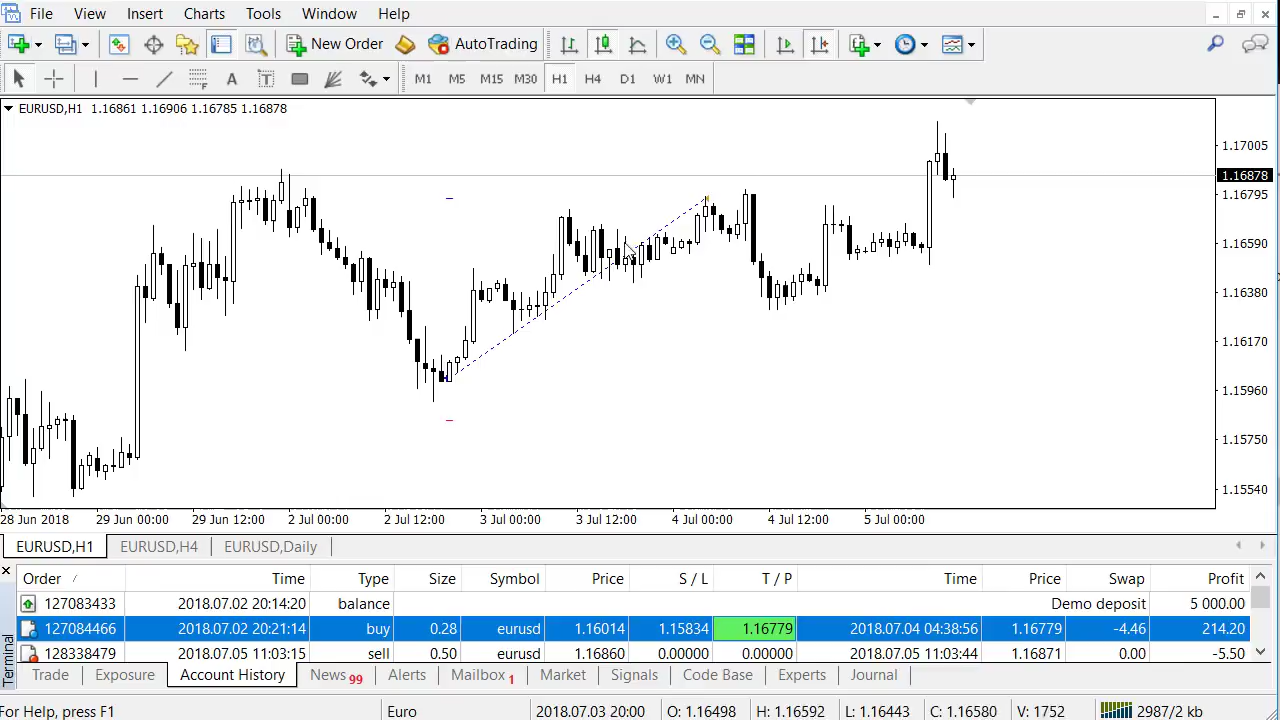 File View Insert Charts Tools Window Help
New Order AutoTrading
A T M1 M5 M15 M30 H1 H4 D1 W1 MN
EURUSD,H1 1.16861 1.16906 1.16785 1.16878
1.17005
1.16878
1.16795
1.16590
1.16380
1.16170
1.15960
1.15750
1.15540
28 Jun 2018 29 Jun 00:00 29 Jun 12:00 2 Jul 00:00 2 Jul 12:00 3 Jul 00:00 3 Jul 12:00 4 Jul 00:00 4 Jul 12:00 5 Jul 00:00
EURUSD,H1 EURUSD,H4 EURUSD,Daily
Order / Time Type Size Symbol Price S / L T / P Time Price Swap Profit
127083433 2018.07.02 20:14:20 balance Demo deposit 5 000.00
127084466 2018.07.02 20:21:14 buy 0.28 eurusd 1.16014 1.15834 1.16779 2018.07.04 04:38:56 1.16779 -4.46 214.20
128338479 2018.07.05 11:03:15 sell 0.50 eurusd 1.16860 0.00000 0.00000 2018.07.05 11:03:44 1.16871 0.00 -5.50
Terminal
Trade Exposure Account History News 99 Alerts Mailbox 1 Market Signals Code Base Experts Journal
For Help, press F1 Euro 2018.07.03 20:00 O: 1.16498 H: 1.16592 L: 1.16443 C: 1.16580 V: 1752 2987/2 kb